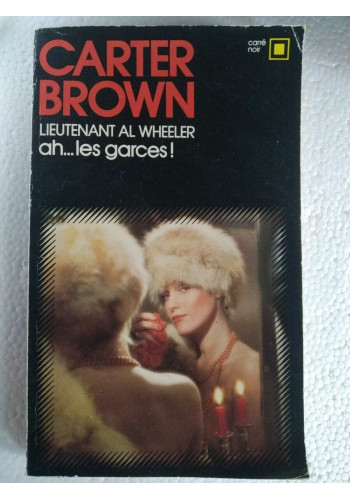 CARTER
BROWN
carré
noir
LIEUTENANT AL WHEELER
ah...les garces!